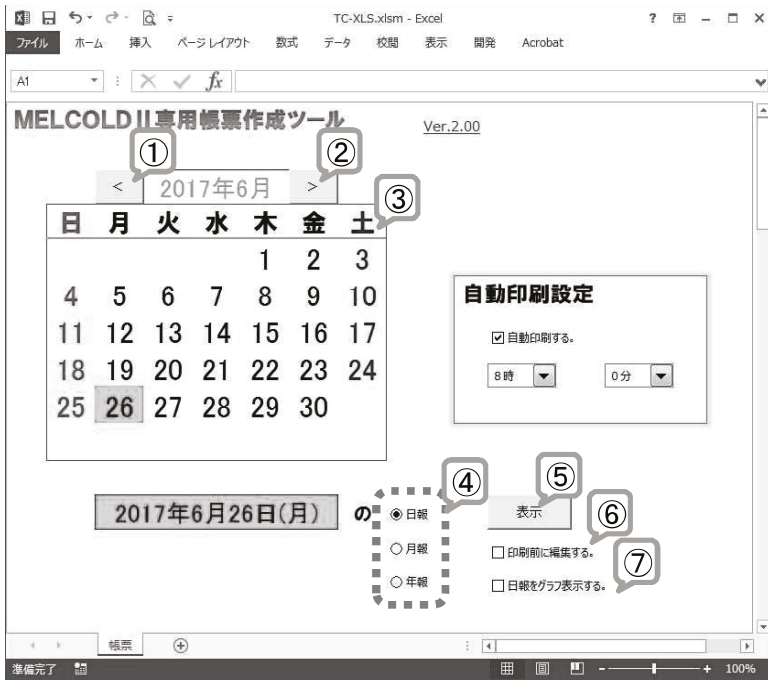 TC-XLS.xlsm - Excel
ファイル ホーム 挿入 ページ レイアウト 数式 データ 校閲 表示 開発 Acrobat
A1 fx
MELCOLDⅡ専用帳票作成ツール
Ver.2.00
① ②
< 2017年6月 >
③
日 月 火 水 木 金 土
1 2 3
4 5 6 7 8 9 10
11 12 13 14 15 16 17
18 19 20 21 22 23 24
25 26 27 28 29 30
自動印刷設定
自動印刷する。
8時 0分
④ ⑤
2017年6月26日(月) の 日報 表示
⑥
月報 印刷前に編集する。
⑦
年報 日報をグラフ表示する。
帳票
準備完了 100%